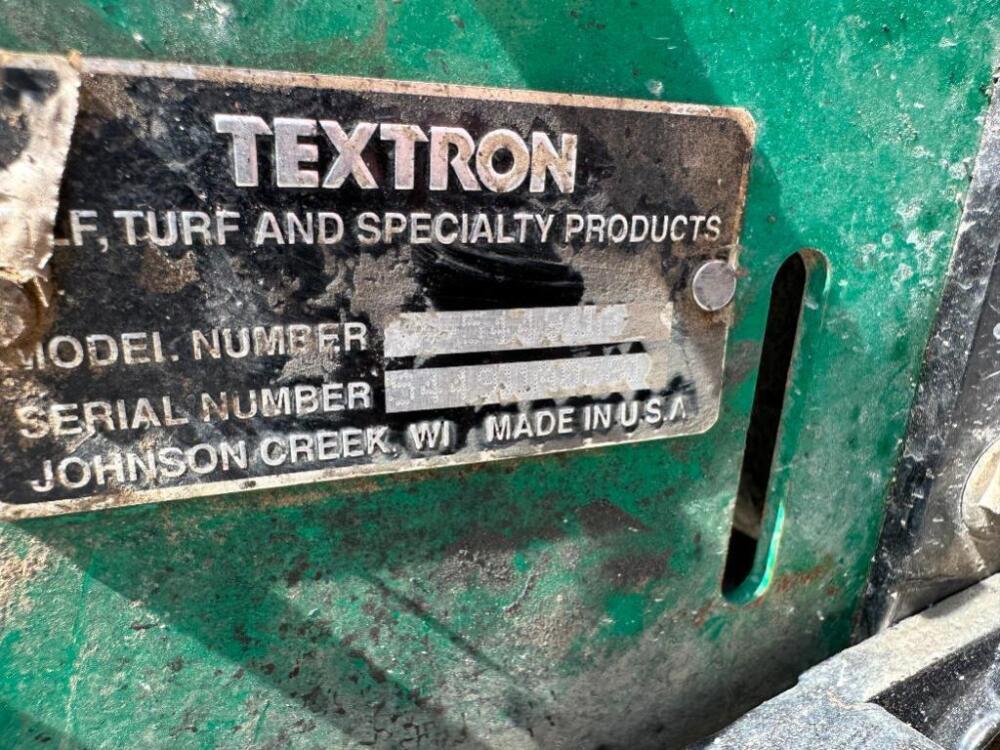 TEXTRON
LF, TURF AND SPECIALTY PRODUCTS
MODEL NUMBER
SERIAL NUMBER
JOHNSON CREEK, WI MADE IN U.S.A.